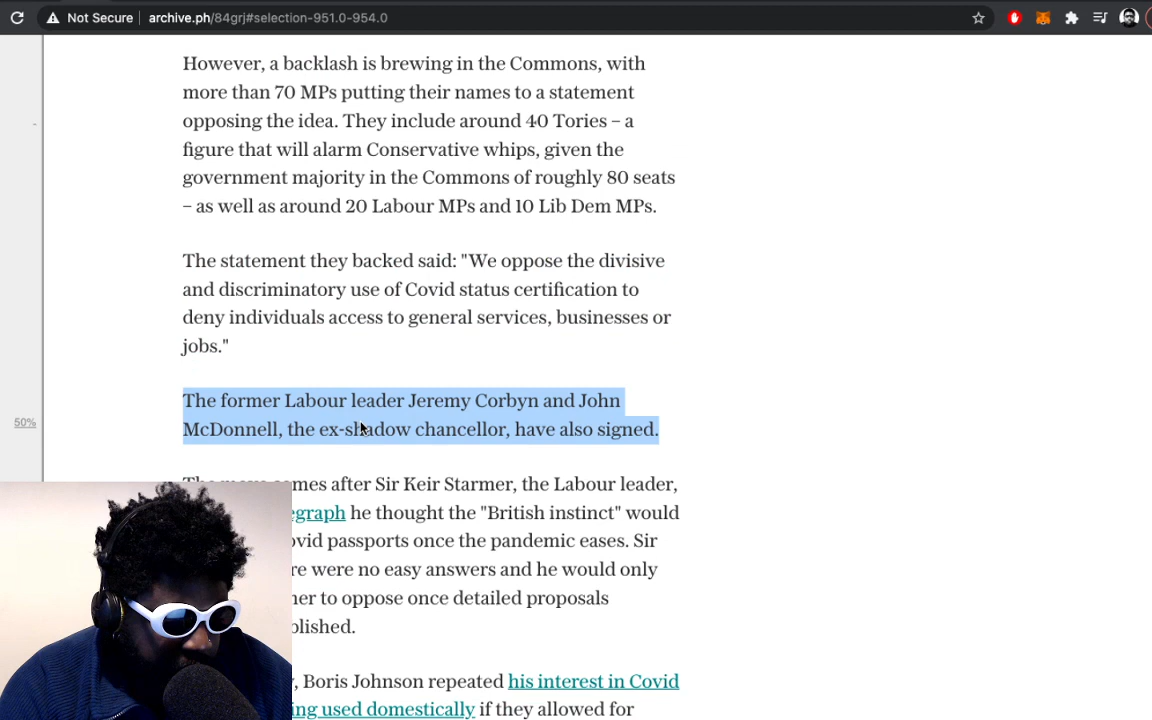 Not Secure archive.ph/84grj#selection-951.0-954.0
However, a backlash is brewing in the Commons, with
more than 70 MPs putting their names to a statement
opposing the idea. They include around 40 Tories – a
figure that will alarm Conservative whips, given the
government majority in the Commons of roughly 80 seats
– as well as around 20 Labour MPs and 10 Lib Dem MPs.
The statement they backed said: "We oppose the divisive
and discriminatory use of Covid status certification to
deny individuals access to general services, businesses or
jobs."
The former Labour leader Jeremy Corbyn and John
50%
McDonnell, the ex-shadow chancellor, have also signed.
comes after Sir Keir Starmer, the Labour leader,
he thought the "British instinct" would
passports once the pandemic eases. Sir
were no easy answers and he would only
to oppose once detailed proposals
Boris Johnson repeated his interest in Covid
used domestically if they allowed for